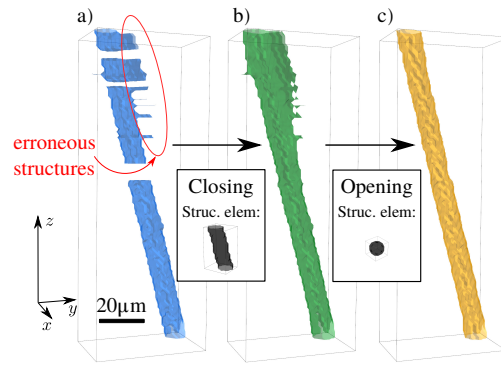 a)
b)
c)
erroneous
structures
Closing
Struc. elem:
Opening
Struc. elem:
z
y
x
20µm